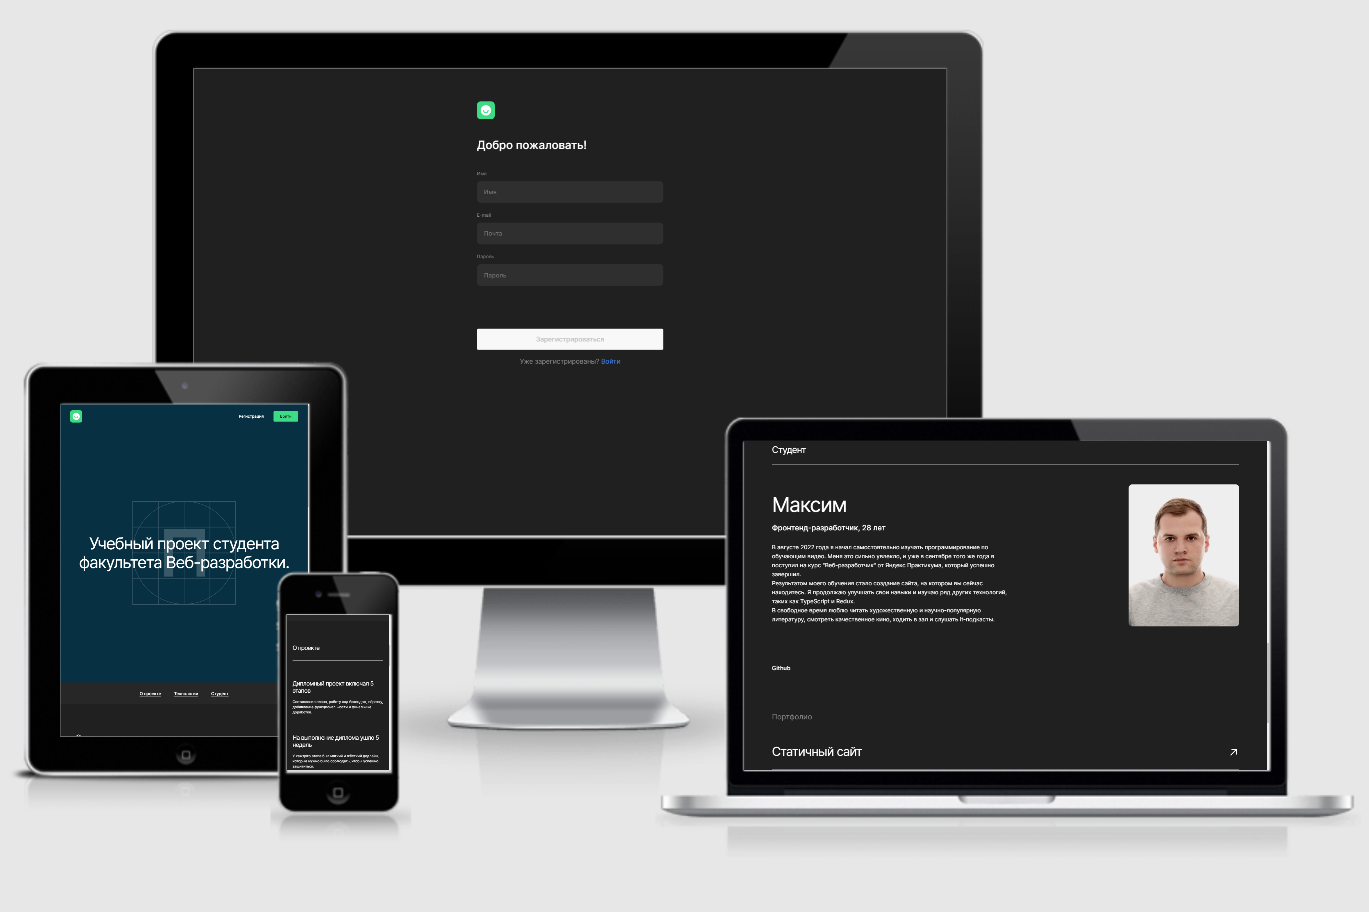 Добро пожаловать!
Имя
Имя
E-mail
Почта
Пароль
Пароль
Зарегистрироваться
Уже зарегистрированы? Войти
Регистрация
Войти
Учебный проект студента
факультета Веб-разработки.
О проекте
Технологии
Студент
О проекте
Дипломный проект включал 5
этапов
Составление плана, работу над бэкендом, вёрстку,
добавление функциональности и финальные
доработки.
На выполнение диплома ушло 5
недель
Студент
Максим
Фронтенд-разработчик, 28 лет
В августе 2022 года я начал самостоятельно изучать программирование по
обучающим видео. Меня это сильно увлекло, и уже в сентябре того же года я
поступил на курс "Веб-разработчик" от Яндекс Практикума, который успешно
завершил.
Результатом моего обучения стало создание сайта, на котором вы сейчас
находитесь. Я продолжаю улучшать свои навыки и изучаю ряд других технологий,
таких как TypeScript и Redux.
В свободное время люблю читать художественную и научно-популярную
литературу, смотреть качественное кино, ходить в зал и слушать it-подкасты.
Github
Портфолио
Статичный сайт